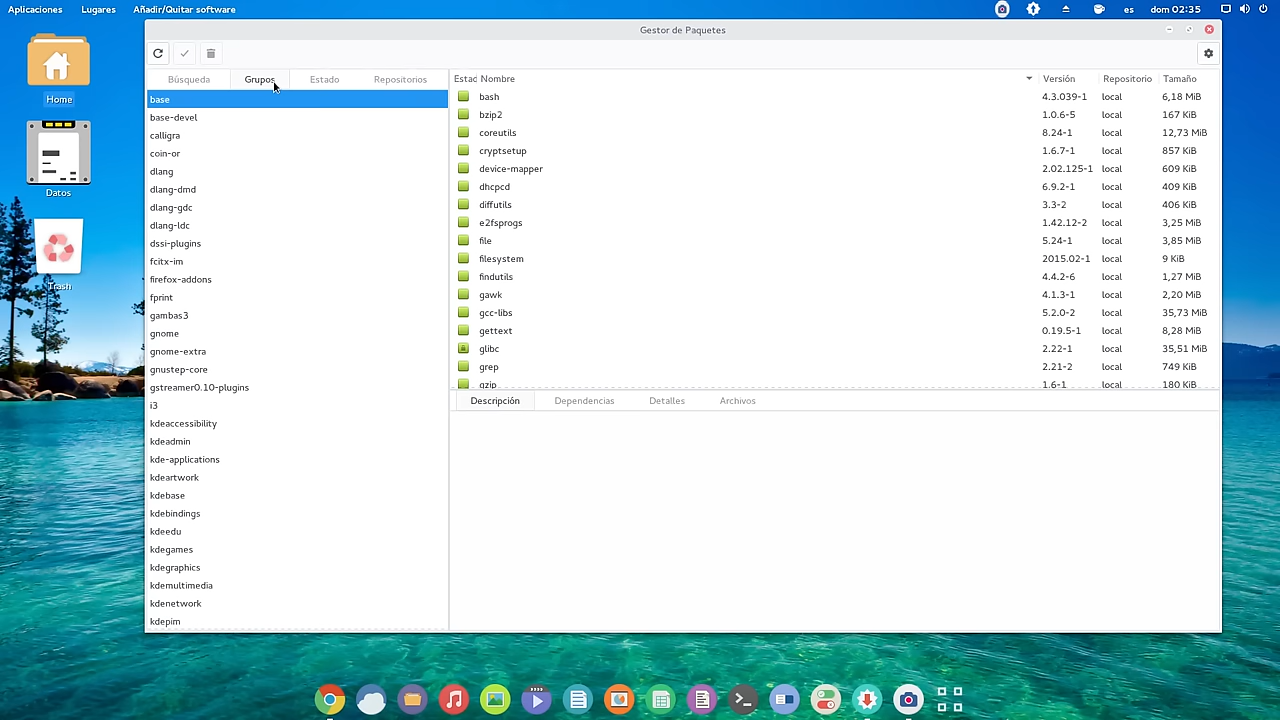 Aplicaciones Lugares Añadir/Quitar software es dom 02:35
Gestor de Paquetes
Home
Datos
Trash
Búsqueda Grupos Estado Repositorios
base
base-devel
calligra
coin-or
dlang
dlang-dmd
dlang-gdc
dlang-ldc
dssi-plugins
fcitx-im
firefox-addons
fprint
gambas3
gnome
gnome-extra
gnustep-core
gstreamer0.10-plugins
i3
kdeaccessibility
kdeadmin
kde-applications
kdeartwork
kdebase
kdebindings
kdeedu
kdegames
kdegraphics
kdemultimedia
kdenetwork
kdepim
Estad Nombre Versión Repositorio Tamaño
bash 4.3.039-1 local 6,18 MiB
bzip2 1.0.6-5 local 167 KiB
coreutils 8.24-1 local 12,73 MiB
cryptsetup 1.6.7-1 local 857 KiB
device-mapper 2.02.125-1 local 609 KiB
dhcpcd 6.9.2-1 local 409 KiB
diffutils 3.3-2 local 406 KiB
e2fsprogs 1.42.12-2 local 3,25 MiB
file 5.24-1 local 3,85 MiB
filesystem 2015.02-1 local 9 KiB
findutils 4.4.2-6 local 1,27 MiB
gawk 4.1.3-1 local 2,20 MiB
gcc-libs 5.2.0-2 local 35,73 MiB
gettext 0.19.5-1 local 8,28 MiB
glibc 2.22-1 local 35,51 MiB
grep 2.21-2 local 749 KiB
gzip 1.6-1 local 180 KiB
Descripción Dependencias Detalles Archivos